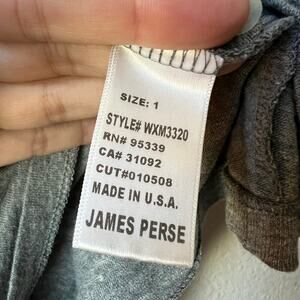 SIZE: 1
STYLE# WXM3320
RN# 95339
CA# 31092
CUT#010508
MADE IN U.S.A.
JAMES PERSE